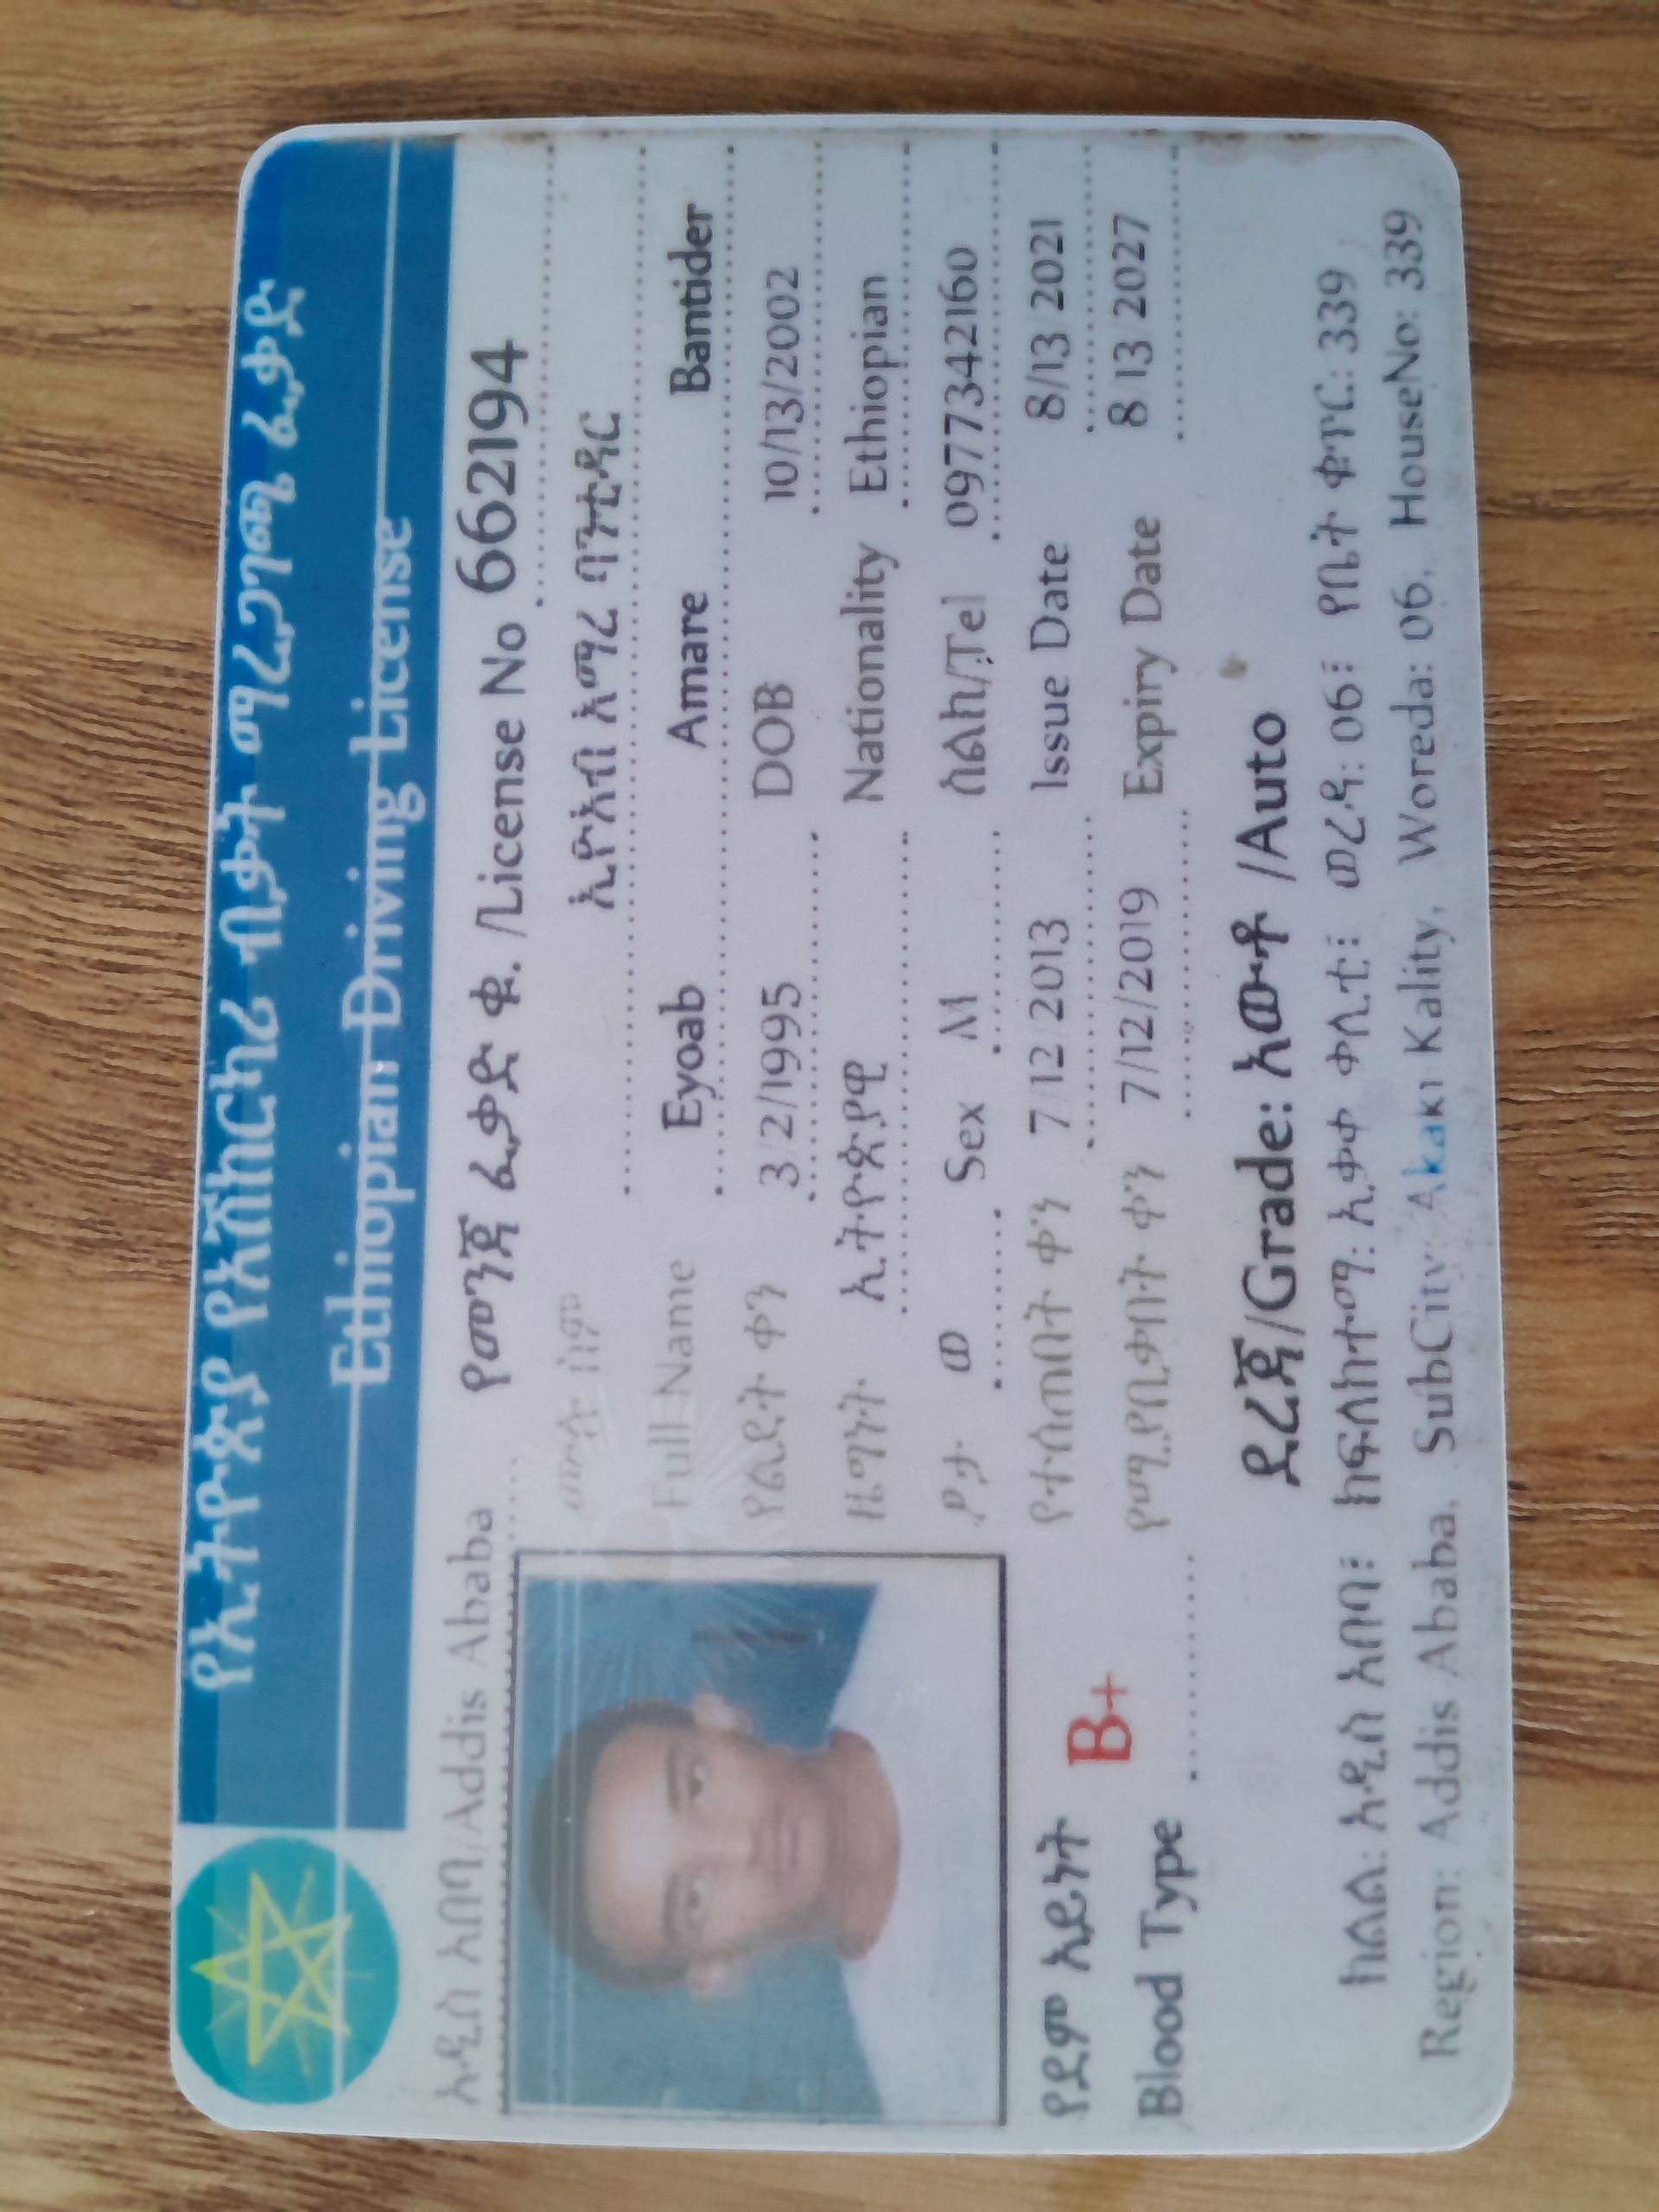 የኢትዮጵያ የአሽከርካሪ ብቃት ማረጋገጫ ፈቃድ
Ethiopian Driving License
አዲስ አበባ/Addis Ababa
የመንጃ ፈቃድ ቁ. /License No 662194
ሙሉ ስም ኢዮአብ አማረ ባንቲደር
Full Name Eyoab Amare Bantider
የልደት ቀን 3/2/1995 DOB 10/13/2002
ዜግነት ኢትዮጵያዊ Nationality Ethiopian
ፆታ ወ Sex M ስልክ/Tel 0977342160
የተሰጠበት ቀን 7/12 2013 Issue Date 8/13 2021
የሚያበቃበት ቀን 7/12/2019 Expiry Date 8 13 2027
የደም አይነት B+
Blood Type
ደረጃ/Grade: አውቶ /Auto
ክልል: አዲስ አበባ፤ ክፍለከተማ: አቃቀ ቀሊቲ፤ ወረዳ: 06፤ የቤት ቁጥር: 339
Region: Addis Ababa, SubCity: Akaki Kality, Woreda: 06, HouseNo: 339